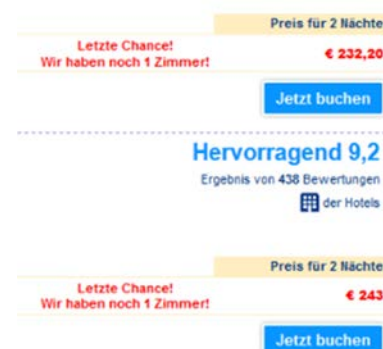 Preis für 2 Nächte
Letzte Chance!
Wir haben noch 1 Zimmer!
€ 232,20
Jetzt buchen
Hervorragend 9,2
Ergebnis von 438 Bewertungen
der Hotels
Preis für 2 Nächte
Letzte Chance!
Wir haben noch 1 Zimmer!
€ 243
Jetzt buchen